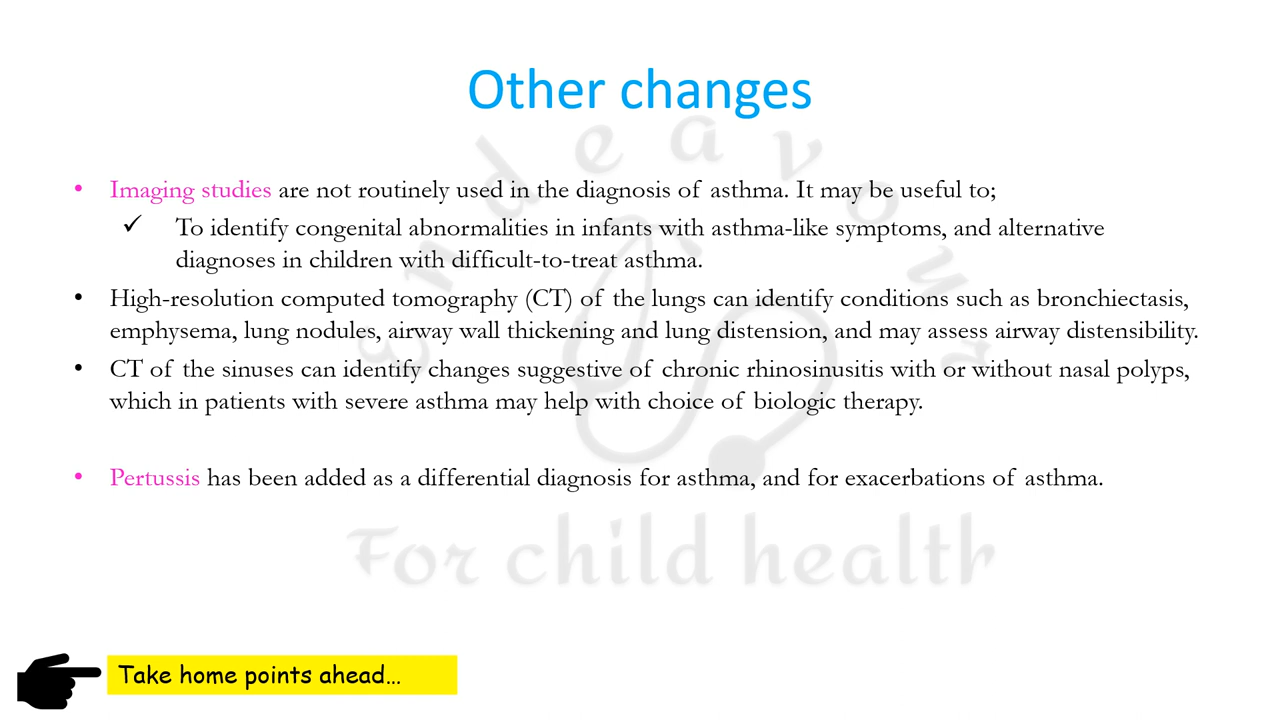 Other changes
• Imaging studies are not routinely used in the diagnosis of asthma. It may be useful to;
✓ To identify congenital abnormalities in infants with asthma-like symptoms, and alternative
diagnoses in children with difficult-to-treat asthma.
• High-resolution computed tomography (CT) of the lungs can identify conditions such as bronchiectasis,
emphysema, lung nodules, airway wall thickening and lung distension, and may assess airway distensibility.
• CT of the sinuses can identify changes suggestive of chronic rhinosinusitis with or without nasal polyps,
which in patients with severe asthma may help with choice of biologic therapy.
• Pertussis has been added as a differential diagnosis for asthma, and for exacerbations of asthma.
For child health
Take home points ahead...